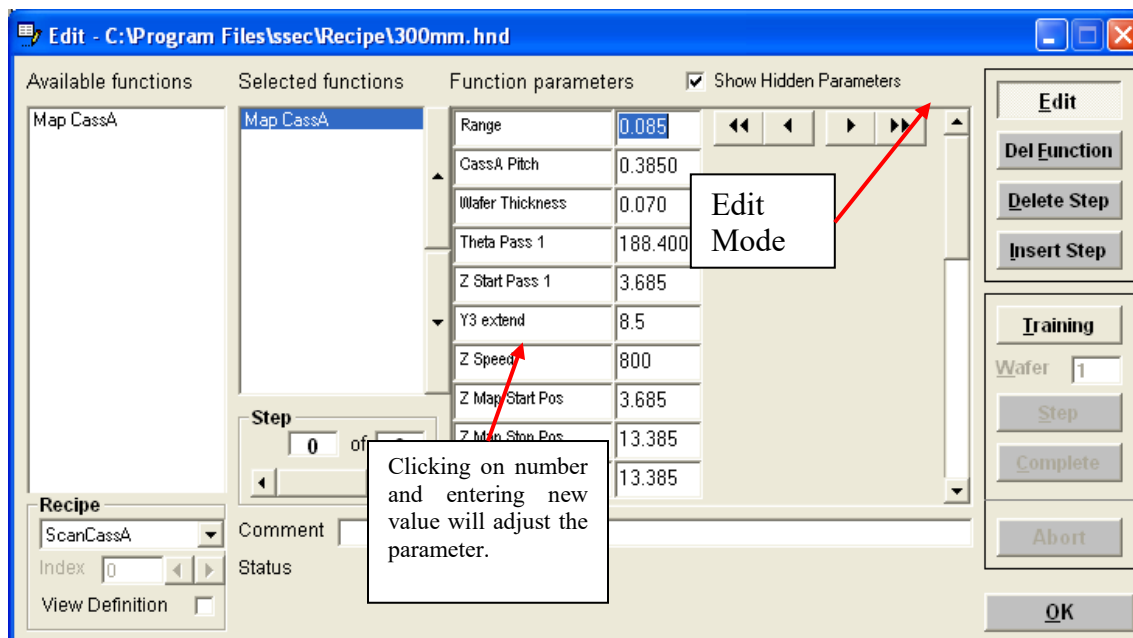 Edit - C:\Program Files\ssec\Recipe\300mm.hnd
Available functions
Selected functions
Function parameters
Show Hidden Parameters
Map CassA
Map CassA
Range 0.085
CassA Pitch 0.3850
Wafer Thickness 0.070
Theta Pass 1 188.400
Z Start Pass 1 3.685
Y3 extend 8.5
Z Speed 800
Z Map Start Pos 3.685
Z Map Stop Pos 13.385
13.385
Edit
Mode
Clicking on number
and entering new
value will adjust the
parameter.
Step
0 of
Recipe
ScanCassA
Index 0
View Definition
Comment
Status
Edit
Del Function
Delete Step
Insert Step
Training
Wafer 1
Step
Complete
Abort
OK